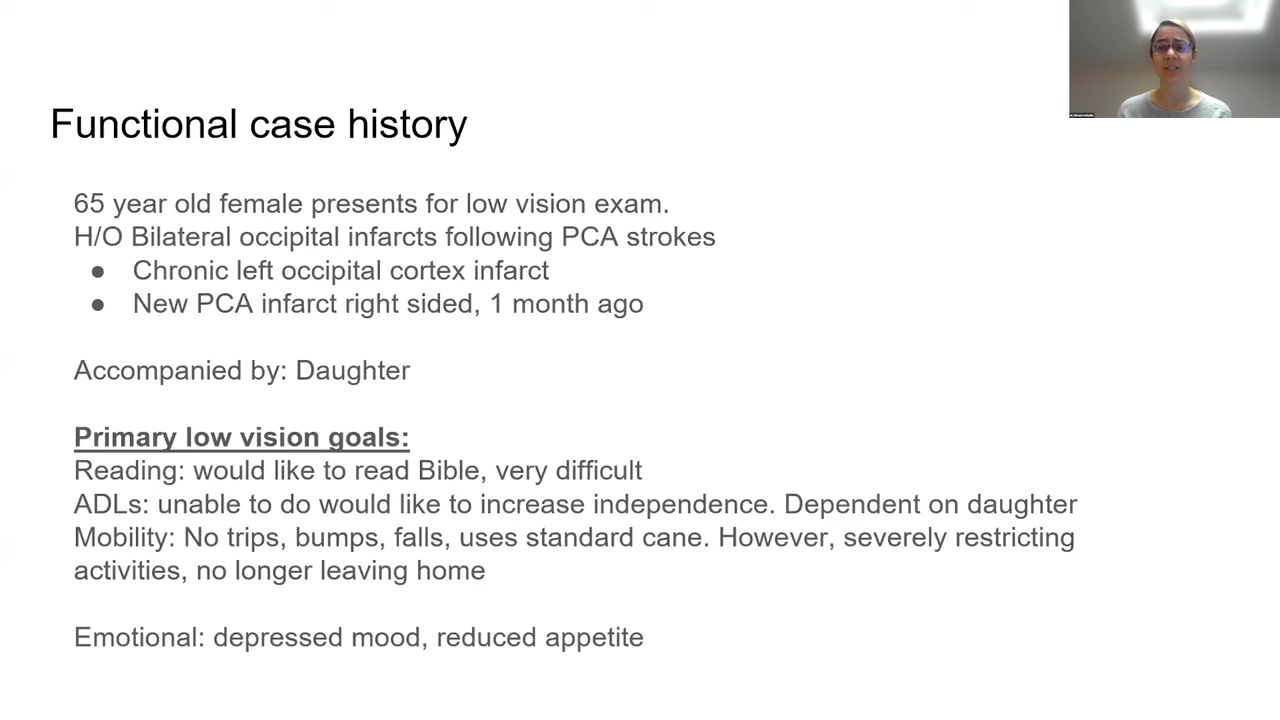 Functional case history
65 year old female presents for low vision exam.
H/O Bilateral occipital infarcts following PCA strokes
● Chronic left occipital cortex infarct
● New PCA infarct right sided, 1 month ago
Accompanied by: Daughter
Primary low vision goals:
Reading: would like to read Bible, very difficult
ADLs: unable to do would like to increase independence. Dependent on daughter
Mobility: No trips, bumps, falls, uses standard cane. However, severely restricting
activities, no longer leaving home
Emotional: depressed mood, reduced appetite